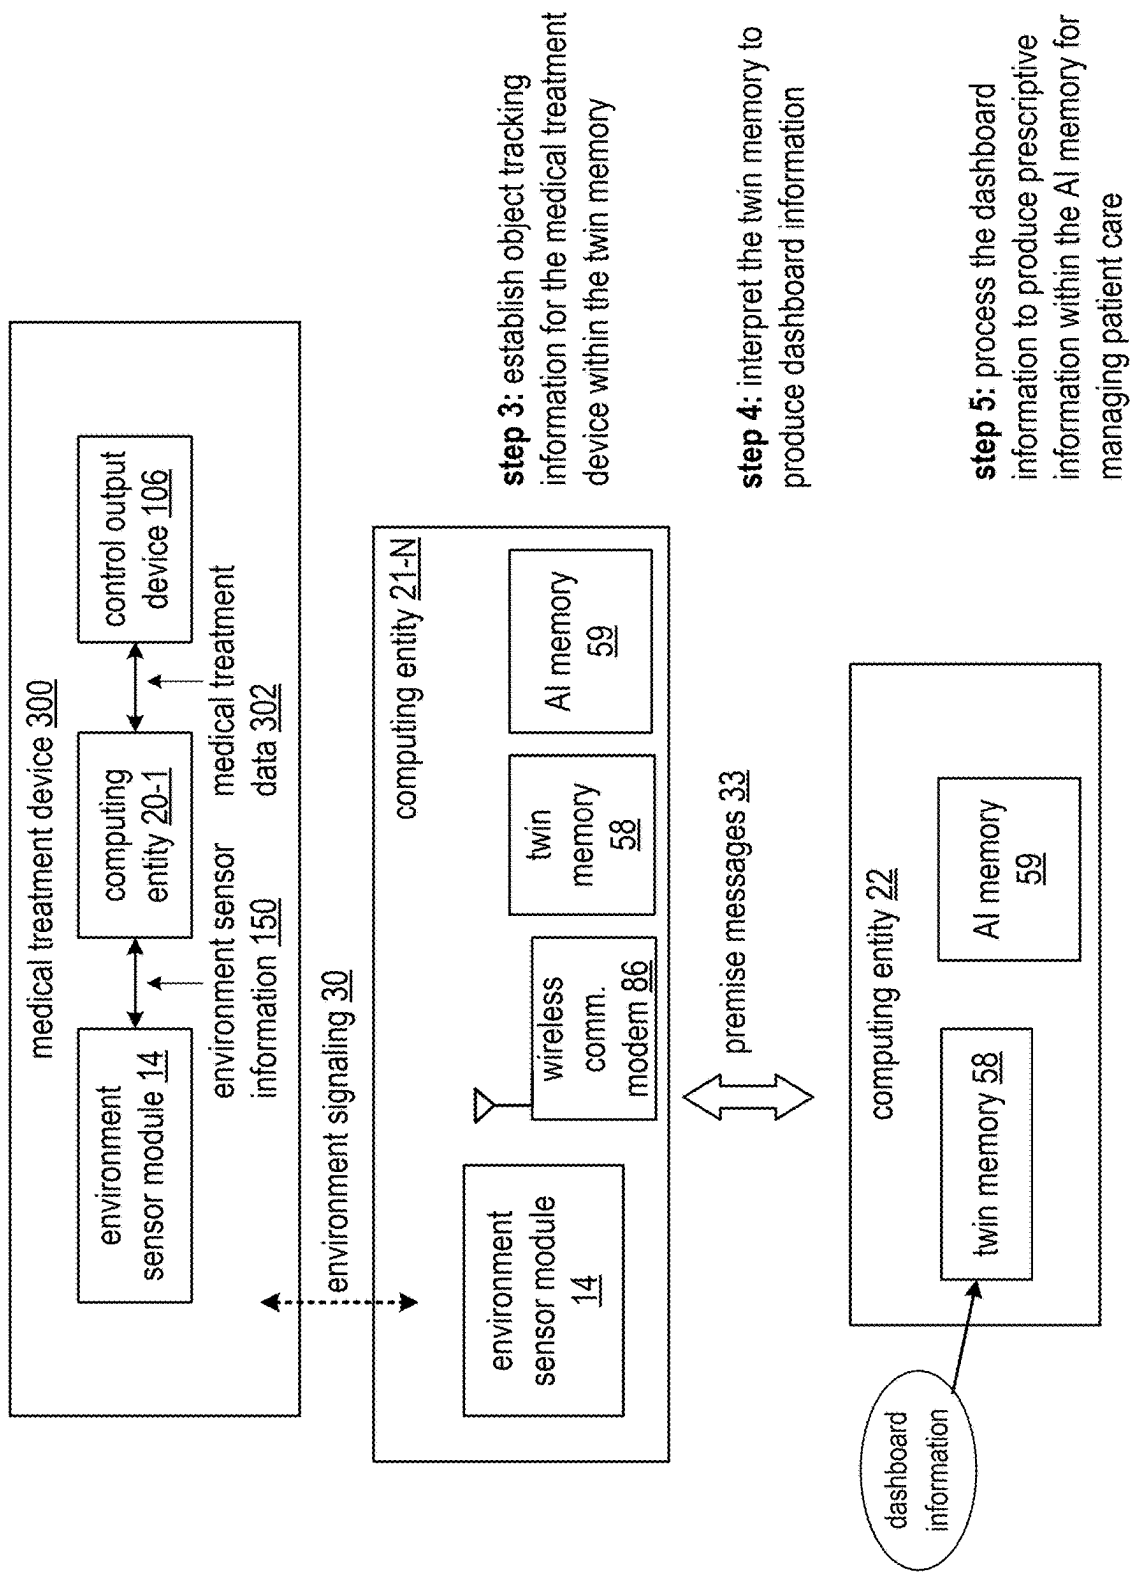 medical treatment device 300
environment
sensor module 14
computing
entity 20-1
control output
device 106
environment sensor
information 150
medical treatment
data 302
environment signaling 30
computing entity 21-N
environment
sensor module
14
wireless
comm.
modem 86
twin
memory
58
AI memory
59
step 3: establish object tracking
information for the medical treatment
device within the twin memory
premise messages 33
step 4: interpret the twin memory to
produce dashboard information
computing entity 22
dashboard
information
twin memory 58
AI memory
59
step 5: process the dashboard
information to produce prescriptive
information within the AI memory for
managing patient care